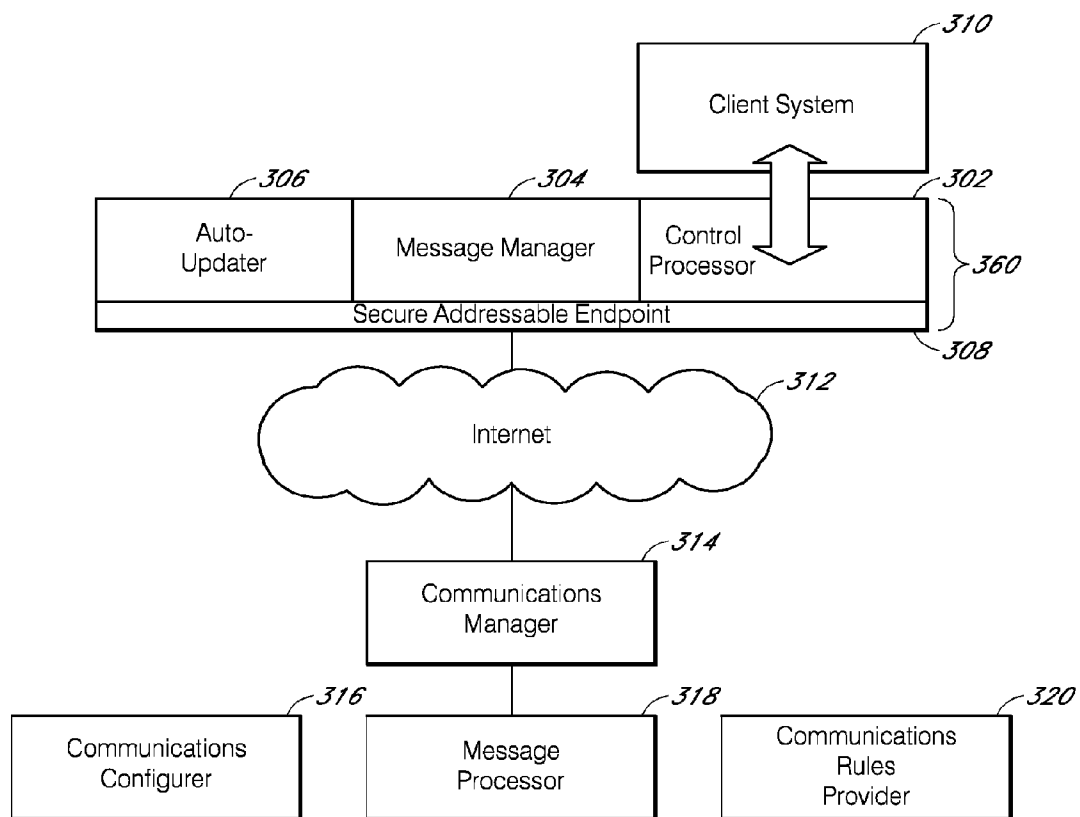 310
Client System
306
304
302
Auto-
Updater
Message Manager
Control
Processor
360
Secure Addressable Endpoint
308
312
Internet
314
Communications
Manager
316
318
320
Communications
Configurer
Message
Processor
Communications
Rules
Provider